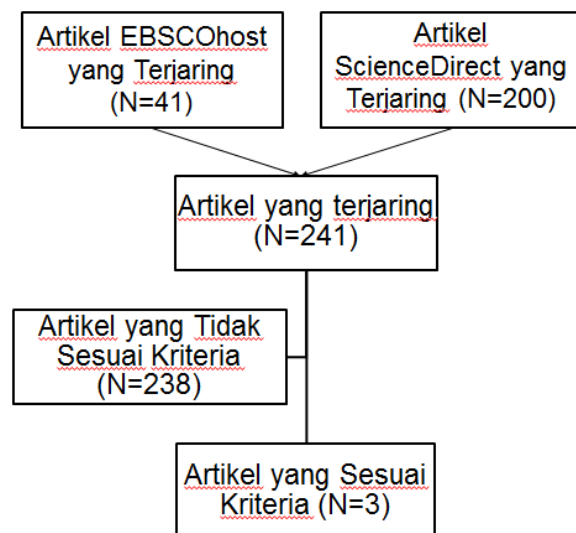 Artikel EBSCOhost
yang Terjaring
(N=41)
Artikel
ScienceDirect yang
Terjaring (N=200)
Artikel yang terjaring
(N=241)
Artikel yang Tidak
Sesuai Kriteria
(N=238)
Artikel yang Sesuai
Kriteria (N=3)